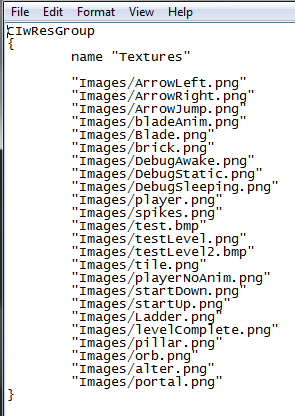 File Edit Format View Help
CIwResGroup
{
name "Textures"
"Images/ArrowLeft.png"
"Images/ArrowRight.png"
"Images/ArrowJump.png"
"Images/bladeAnim.png"
"Images/Blade.png"
"Images/brick.png"
"Images/DebugAwake.png"
"Images/DebugStatic.png"
"Images/DebugSleeping.png"
"Images/player.png"
"Images/spikes.png"
"Images/test.bmp"
"Images/testLevel.png"
"Images/testLevel2.bmp"
"Images/tile.png"
"Images/playerNoAnim.png"
"Images/startDown.png"
"Images/startUp.png"
"Images/Ladder.png"
"Images/levelComplete.png"
"Images/pillar.png"
"Images/orb.png"
"Images/alter.png"
"Images/portal.png"
}